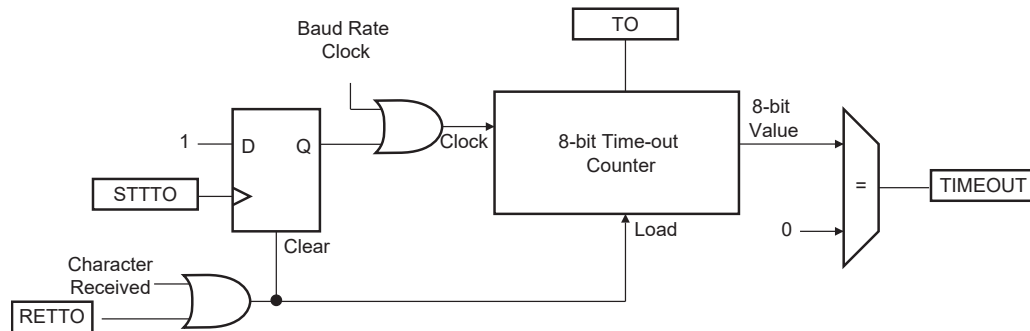 Baud Rate
Clock
TO
1
D
Q
Clock
8-bit Time-out
Counter
8-bit
Value
=
TIMEOUT
STTTO
Clear
Load
0
Character
Received
RETTO